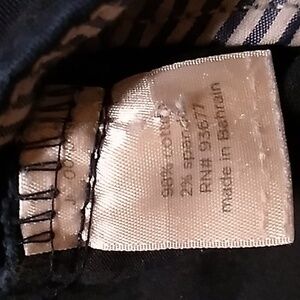 98% cotton
2% spandex
RN# 93677
made in Bahrain